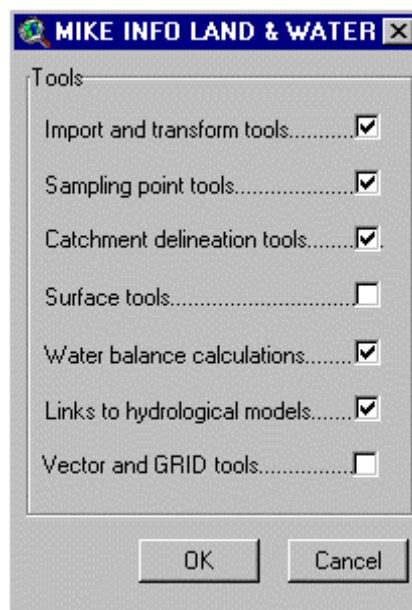 MIKE INFO LAND & WATER
Tools
Import and transform tools...........
Sampling point tools.....................
Catchment delineation tools........
Surface tools................................
Water balance calculations.......
Links to hydrological models.......
Vector and GRID tools................
OK Cancel